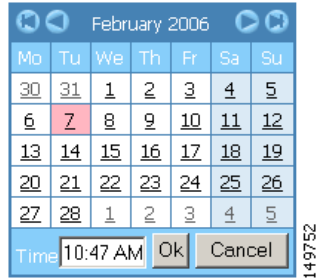 February 2006
Mo Tu We Th Fr Sa Su
30 31 1 2 3 4 5
6 7 8 9 10 11 12
13 14 15 16 17 18 19
20 21 22 23 24 25 26
27 28 1 2 3 4 5
Time 10:47 AM Ok Cancel
149752